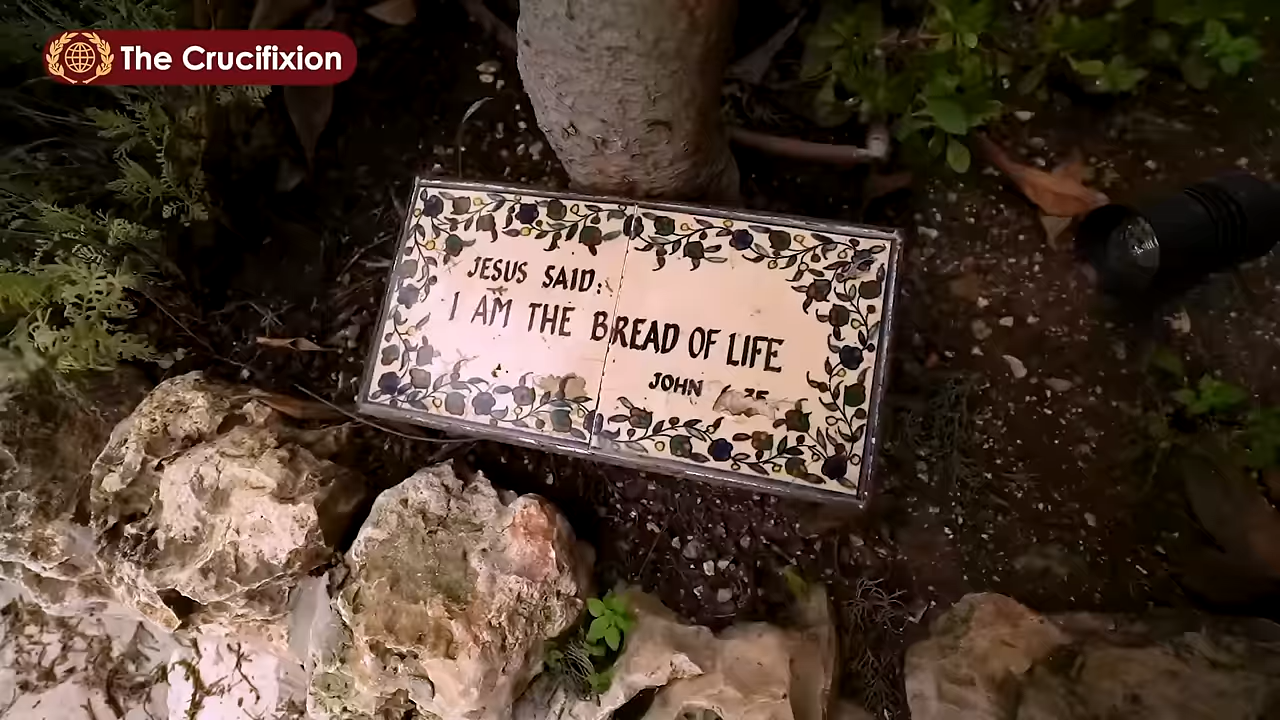 The Crucifixion
JESUS SAID:
I AM THE BREAD OF LIFE
JOHN